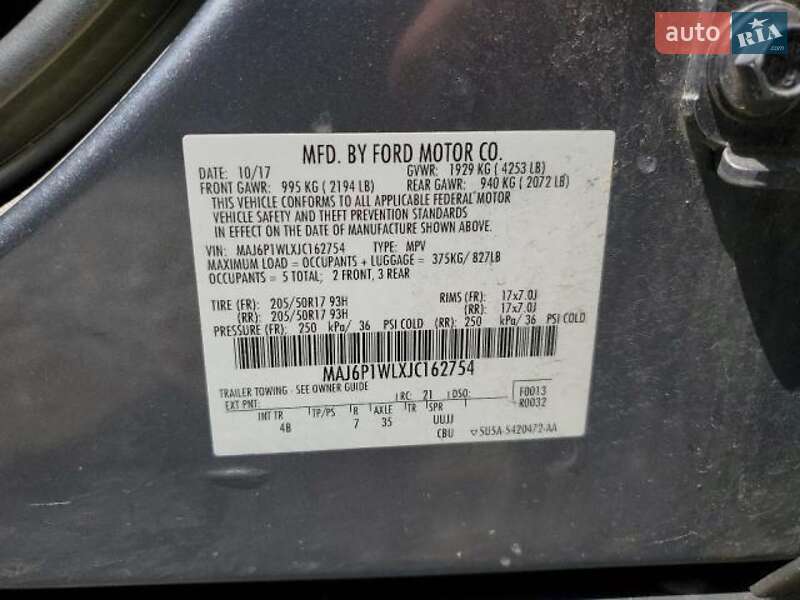 auto RIA
.com
MFD. BY FORD MOTOR CO.
DATE: 10/17 GVWR: 1929 KG ( 4253 LB)
FRONT GAWR: 995 KG ( 2194 LB) REAR GAWR: 940 KG ( 2072 LB)
THIS VEHICLE CONFORMS TO ALL APPLICABLE FEDERAL MOTOR
VEHICLE SAFETY AND THEFT PREVENTION STANDARDS
IN EFFECT ON THE DATE OF MANUFACTURE SHOWN ABOVE.
VIN: MAJ6P1WLXJC162754 TYPE: MPV
MAXIMUM LOAD = OCCUPANTS + LUGGAGE = 375KG/ 827LB
OCCUPANTS = 5 TOTAL; 2 FRONT, 3 REAR
TIRE (FR): 205/50R17 93H RIMS (FR): 17x7.0J
(RR): 205/50R17 93H (RR): 17x7.0J
PRESSURE (FR): 250 kPa/ 36 PSI COLD (RR): 250 kPa/ 36 PSI COLD
MAJ6P1WLXJC162754
TRAILER TOWING - SEE OWNER GUIDE
EXT PNT: RC: 21 DSO: F0013
R0032
INT TR TP/PS R AXLE TR SPR
4B 7 35 UUJJ
CBU SU5A-5420472-AA